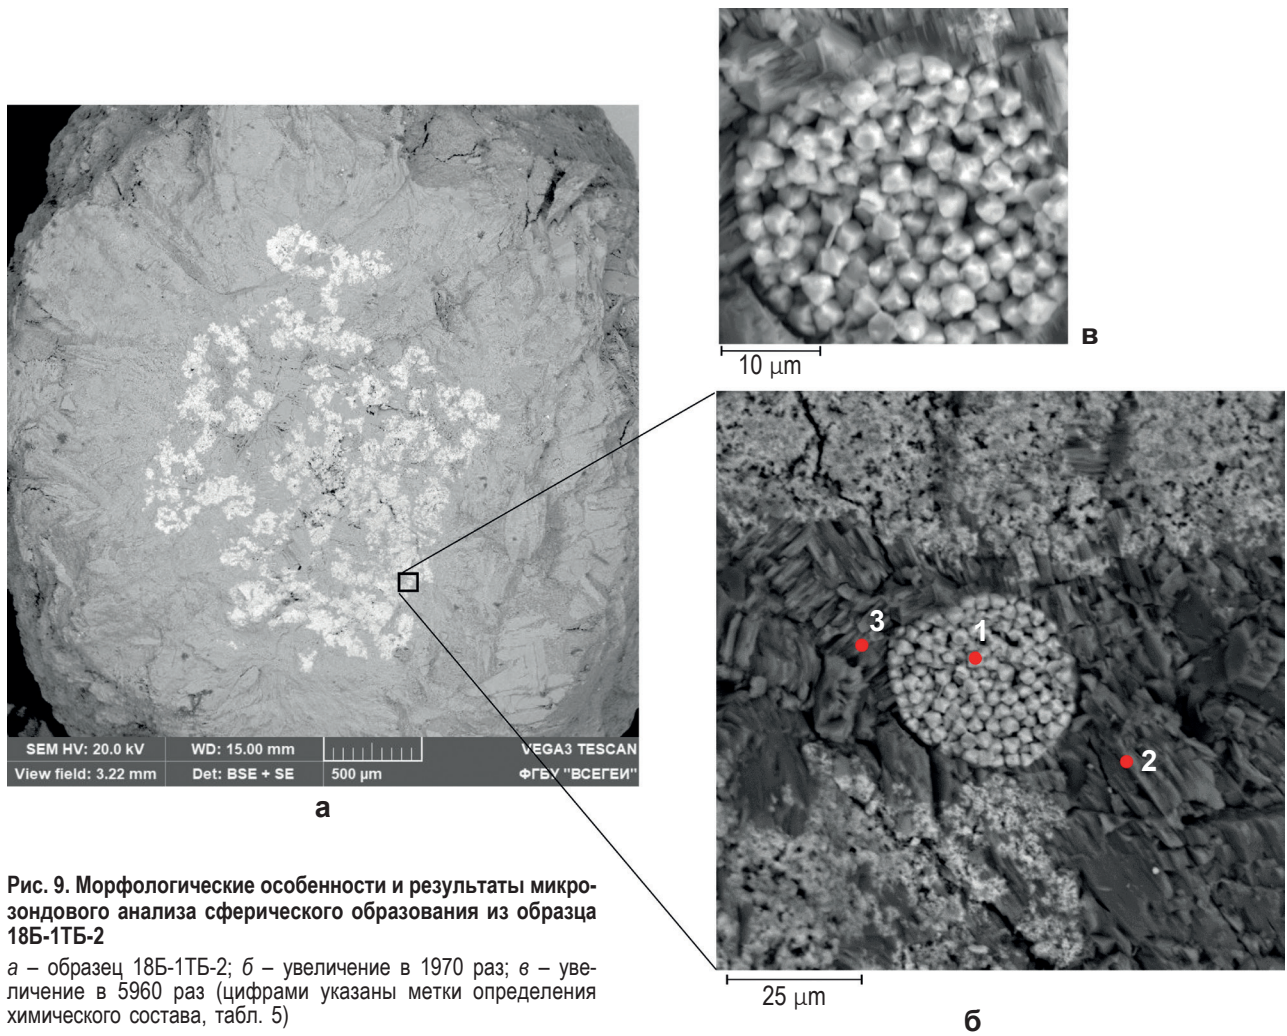 10 µm
в
3
1
2
SEM HV: 20.0 kV
WD: 15.00 mm
VEGA3 TESCAN
View field: 3.22 mm
Det: BSE + SE
500 µm
ФГБУ "ВСЕГЕИ"
а
25 µm
б
Рис. 9. Морфологические особенности и результаты микро-
зондового анализа сферического образования из образца
18Б-1ТБ-2
а – образец 18Б-1ТБ-2; б – увеличение в 1970 раз; в – уве-
личение в 5960 раз (цифрами указаны метки определения
химического состава, табл. 5)